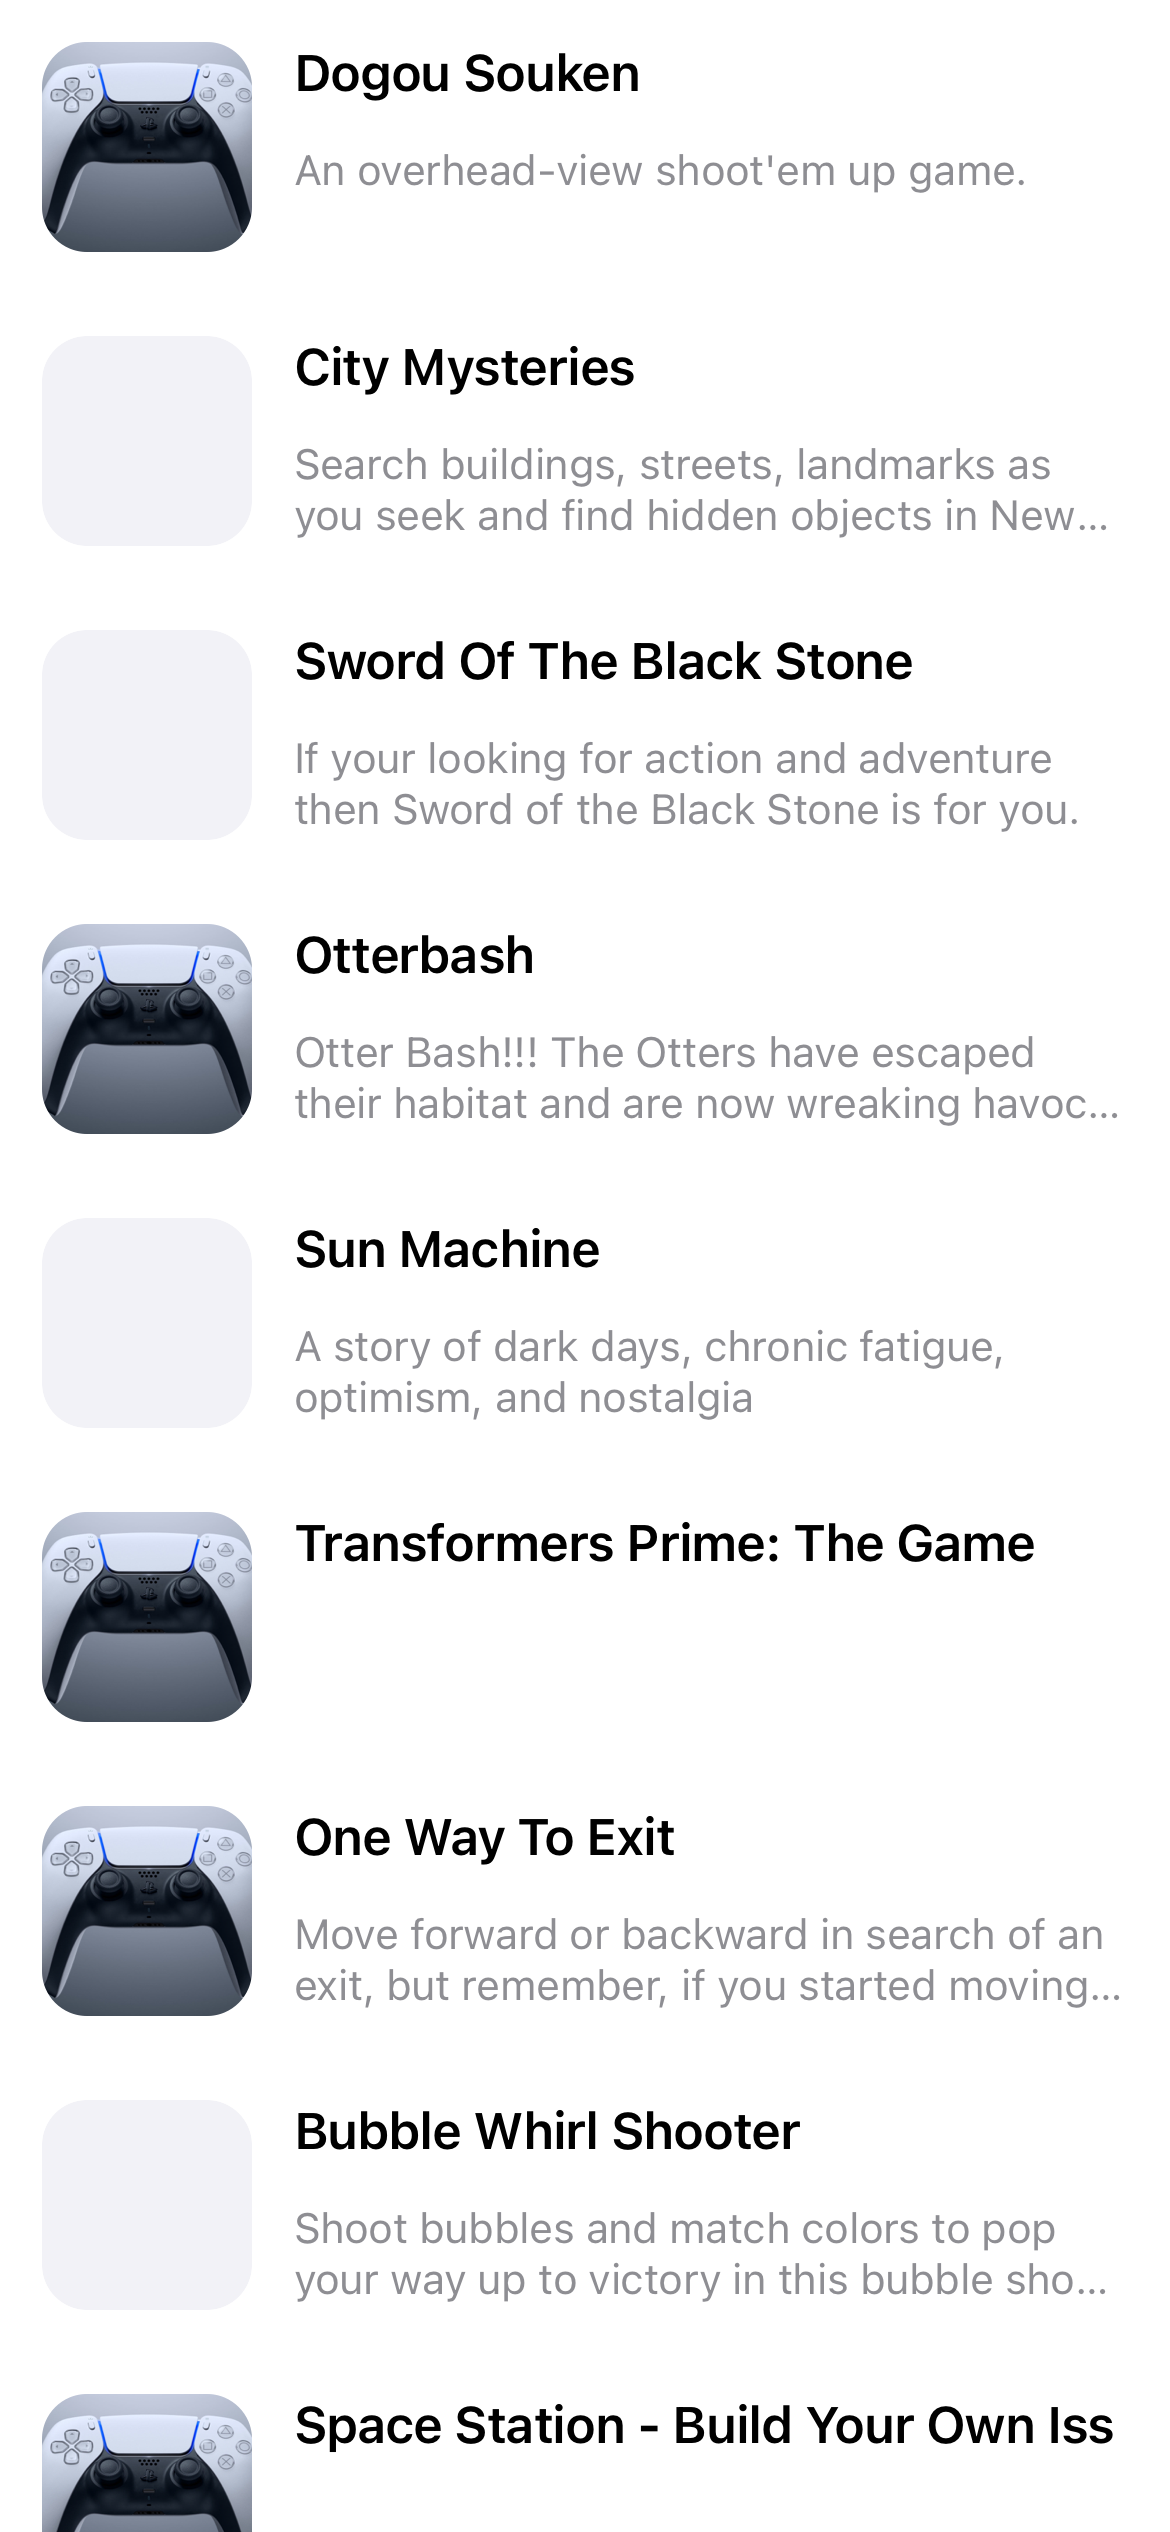 Dogou Souken
An overhead-view shoot'em up game.
City Mysteries
Search buildings, streets, landmarks as
you seek and find hidden objects in New...
Sword Of The Black Stone
If your looking for action and adventure
then Sword of the Black Stone is for you.
Otterbash
Otter Bash!!! The Otters have escaped
their habitat and are now wreaking havoc...
Sun Machine
A story of dark days, chronic fatigue,
optimism, and nostalgia
Transformers Prime: The Game
One Way To Exit
Move forward or backward in search of an
exit, but remember, if you started moving...
Bubble Whirl Shooter
Shoot bubbles and match colors to pop
your way up to victory in this bubble sho...
Space Station - Build Your Own Iss